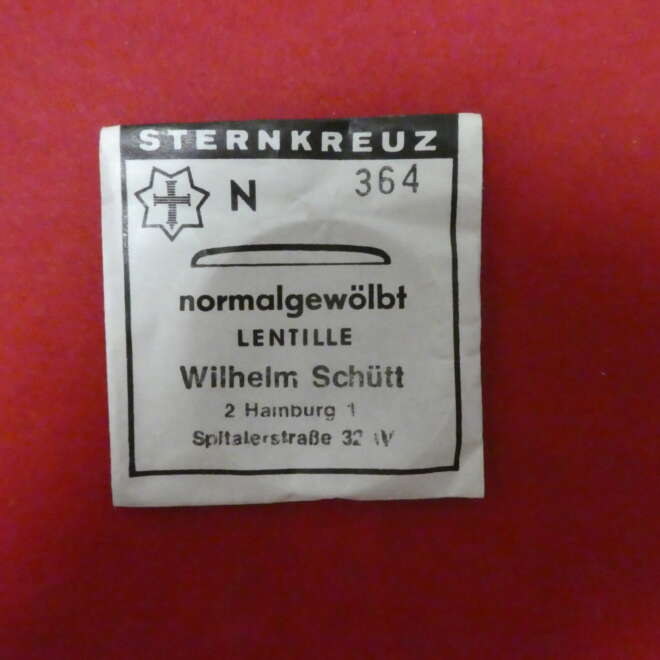 STERNKREUZ
N 364
normalgewölbt
LENTILLE
Wilhelm Schütt
2 Hamburg 1
Spitalerstraße 32